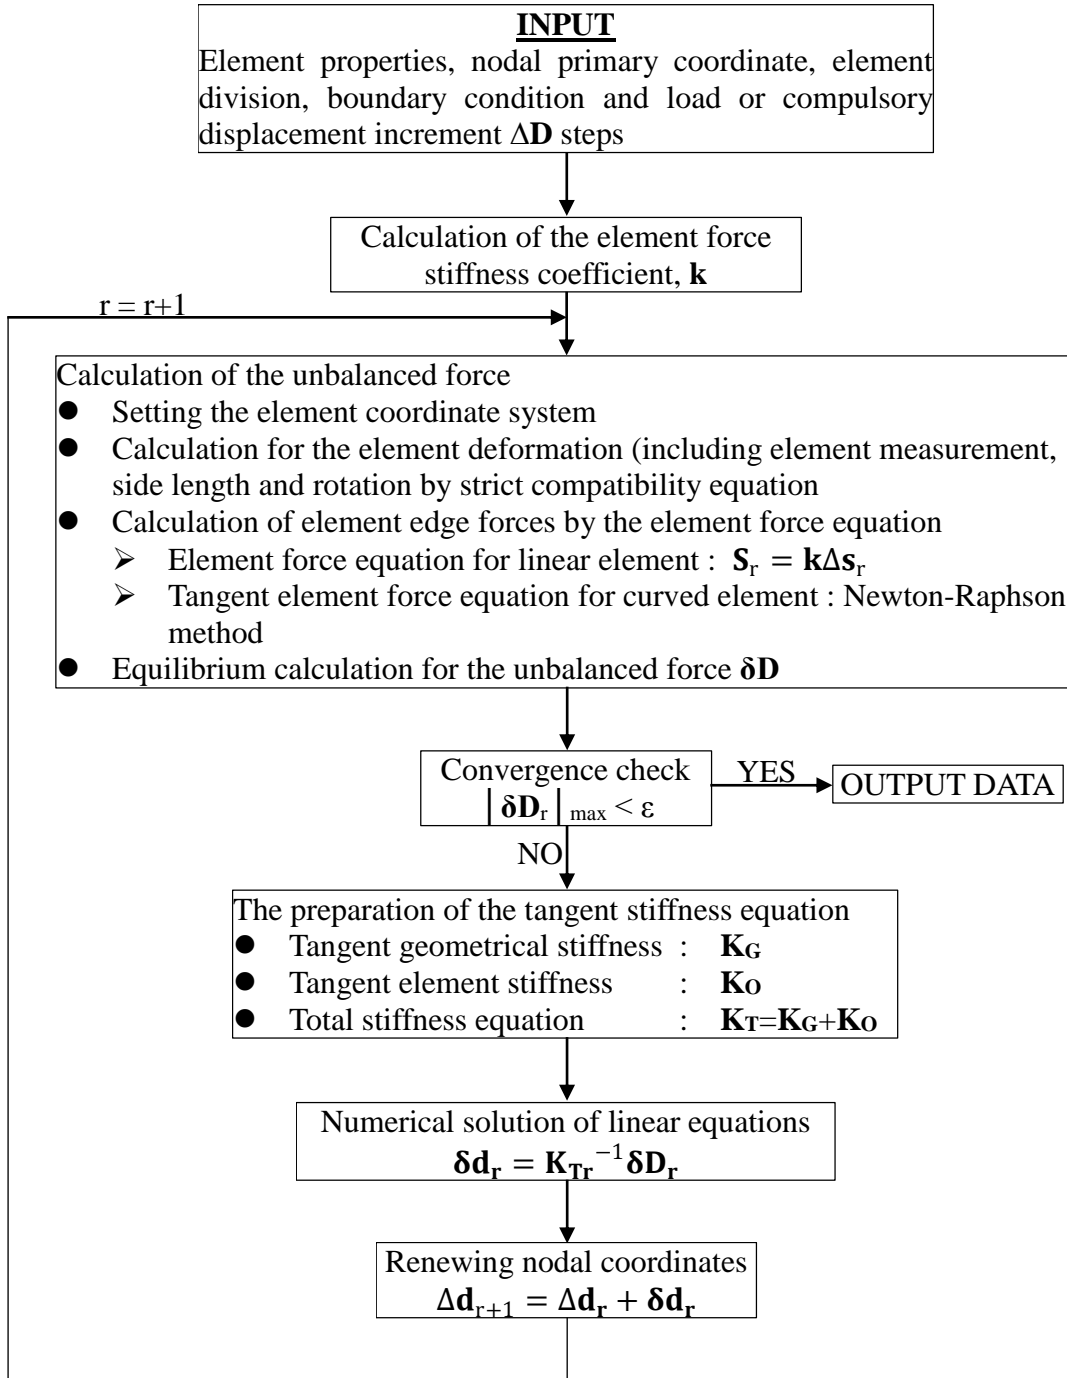 INPUT
Element properties, nodal primary coordinate, element
division, boundary condition and load or compulsory
displacement increment ΔD steps
Calculation of the element force
stiffness coefficient, k
r = r+1
Calculation of the unbalanced force
● Setting the element coordinate system
● Calculation for the element deformation (including element measurement,
side length and rotation by strict compatibility equation
● Calculation of element edge forces by the element force equation
➢ Element force equation for linear element : S_r = kΔs_r
➢ Tangent element force equation for curved element : Newton-Raphson
method
● Equilibrium calculation for the unbalanced force δD
Convergence check
| δD_r |_max < ε
YES
OUTPUT DATA
NO
The preparation of the tangent stiffness equation
● Tangent geometrical stiffness : K_G
● Tangent element stiffness : K_O
● Total stiffness equation : K_T=K_G+K_O
Numerical solution of linear equations
δd_r = K_Tr^−1 δD_r
Renewing nodal coordinates
Δd_r+1 = Δd_r + δd_r